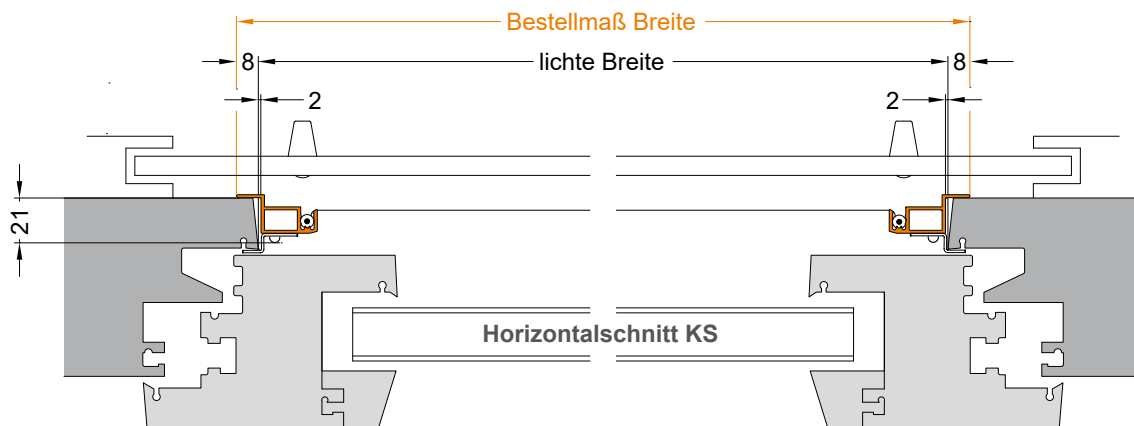 Bestellmaß Breite
8 lichte Breite 8
2 2
21
Horizontalschnitt KS